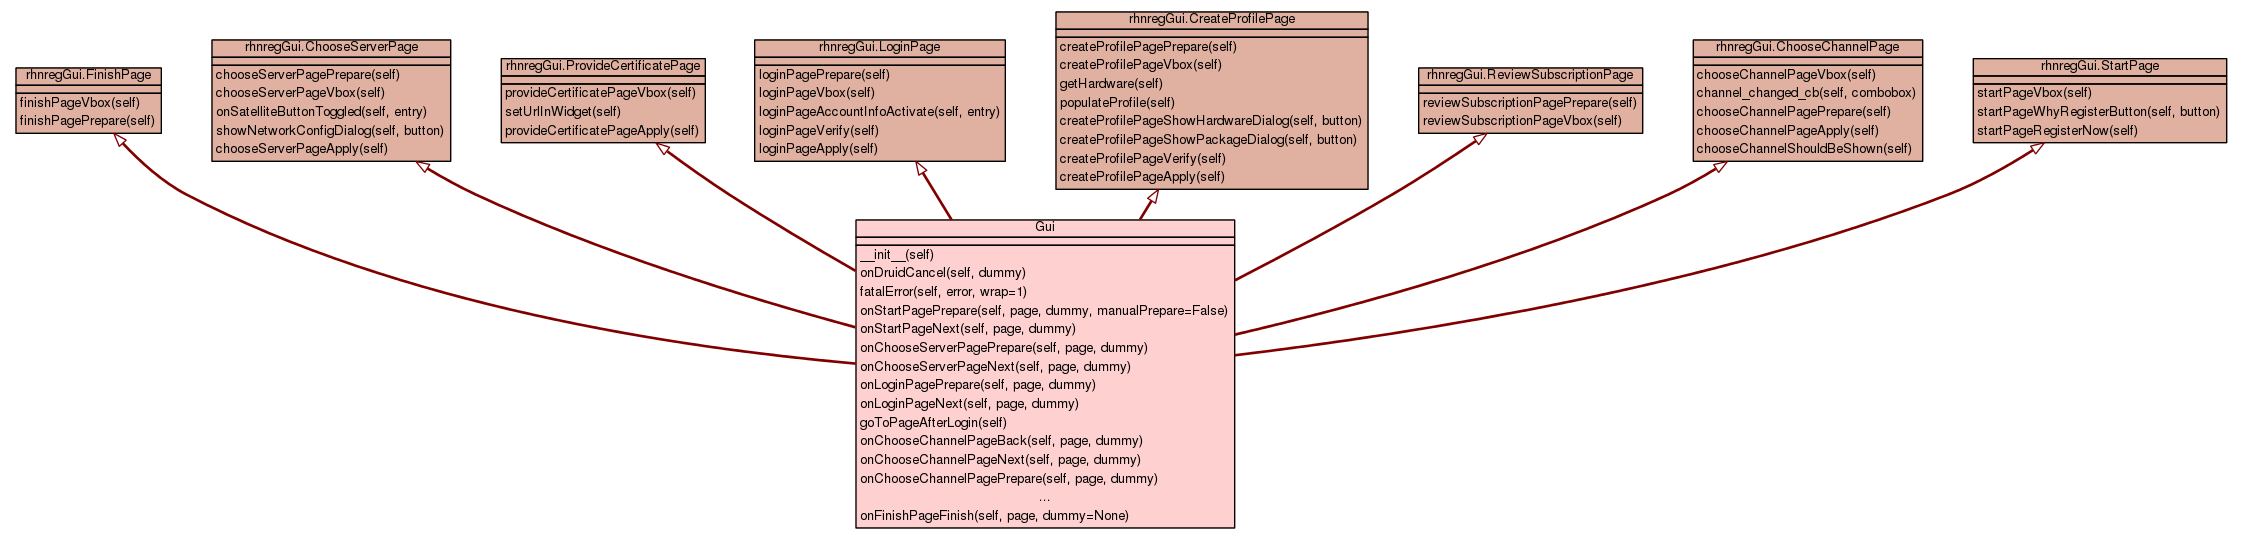 rhnregGui.FinishPage
finishPageVbox(self)
finishPagePrepare(self)
rhnregGui.ChooseServerPage
chooseServerPagePrepare(self)
chooseServerPageVbox(self)
onSatelliteButtonToggled(self, entry)
showNetworkConfigDialog(self, button)
chooseServerPageApply(self)
rhnregGui.ProvideCertificatePage
provideCertificatePageVbox(self)
setUrlInWidget(self)
provideCertificatePageApply(self)
rhnregGui.LoginPage
loginPagePrepare(self)
loginPageVbox(self)
loginPageAccountInfoActivate(self, entry)
loginPageVerify(self)
loginPageApply(self)
rhnregGui.CreateProfilePage
createProfilePagePrepare(self)
createProfilePageVbox(self)
getHardware(self)
populateProfile(self)
createProfilePageShowHardwareDialog(self, button)
createProfilePageShowPackageDialog(self, button)
createProfilePageVerify(self)
createProfilePageApply(self)
rhnregGui.ReviewSubscriptionPage
reviewSubscriptionPagePrepare(self)
reviewSubscriptionPageVbox(self)
rhnregGui.ChooseChannelPage
chooseChannelPageVbox(self)
channel_changed_cb(self, combobox)
chooseChannelPagePrepare(self)
chooseChannelPageApply(self)
chooseChannelShouldBeShown(self)
rhnregGui.StartPage
startPageVbox(self)
startPageWhyRegisterButton(self, button)
startPageRegisterNow(self)
Gui
__init__(self)
onDruidCancel(self, dummy)
fatalError(self, error, wrap=1)
onStartPagePrepare(self, page, dummy, manualPrepare=False)
onStartPageNext(self, page, dummy)
onChooseServerPagePrepare(self, page, dummy)
onChooseServerPageNext(self, page, dummy)
onLoginPagePrepare(self, page, dummy)
onLoginPageNext(self, page, dummy)
goToPageAfterLogin(self)
onChooseChannelPageBack(self, page, dummy)
onChooseChannelPageNext(self, page, dummy)
onChooseChannelPagePrepare(self, page, dummy)
...
onFinishPageFinish(self, page, dummy=None)